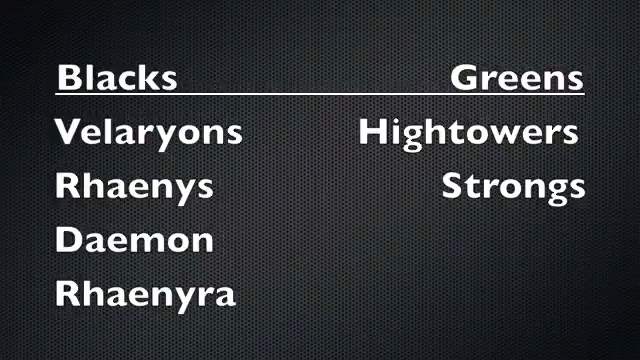 Blacks Greens
Velaryons Hightowers
Rhaenys Strongs
Daemon
Rhaenyra